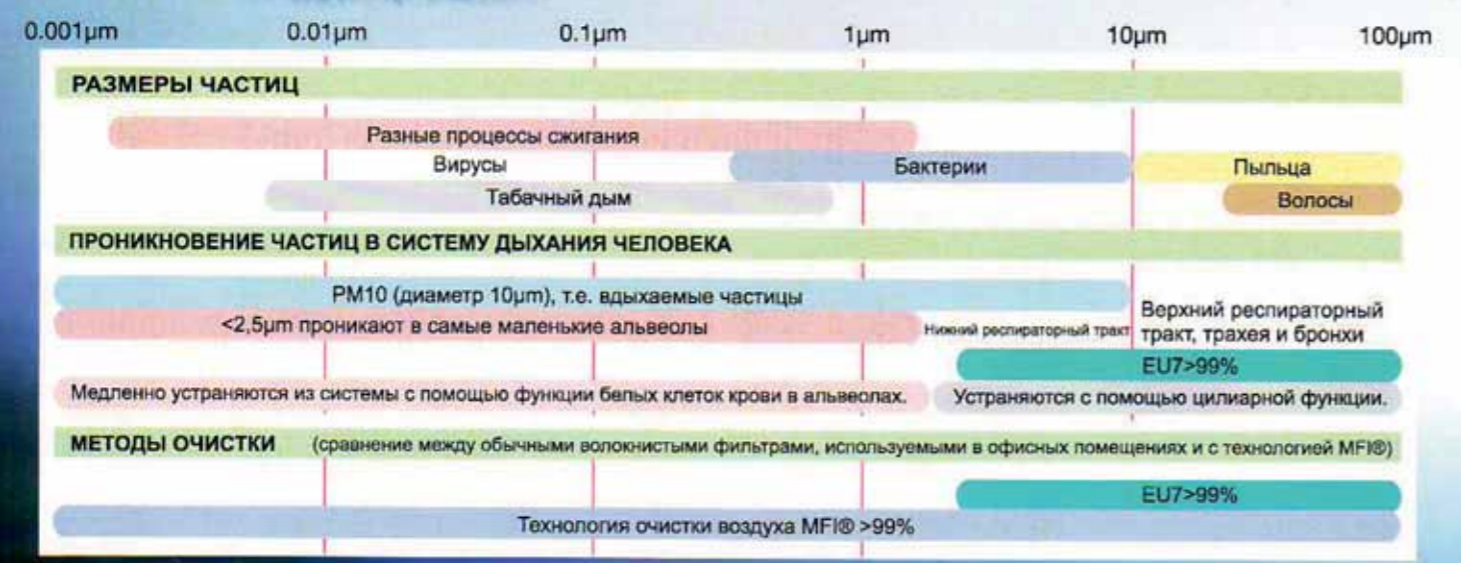 0.001µm 0.01µm 0.1µm 1µm 10µm 100µm
РАЗМЕРЫ ЧАСТИЦ
Разные процессы сжигания
Вирусы Бактерии Пыльца
Табачный дым Волосы
ПРОНИКНОВЕНИЕ ЧАСТИЦ В СИСТЕМУ ДЫХАНИЯ ЧЕЛОВЕКА
PM10 (диаметр 10µm), т.е. вдыхаемые частицы
<2,5µm проникают в самые маленькие альвеолы
Нижний респираторный тракт
Верхний респираторный
тракт, трахея и бронхи
EU7>99%
Медленно устраняются из системы с помощью функции белых клеток крови в альвеолах. Устраняются с помощью цилиарной функции.
МЕТОДЫ ОЧИСТКИ (сравнение между обычными волокнистыми фильтрами, используемыми в офисных помещениях и с технологией MFI®)
EU7>99%
Технология очистки воздуха MFI® >99%